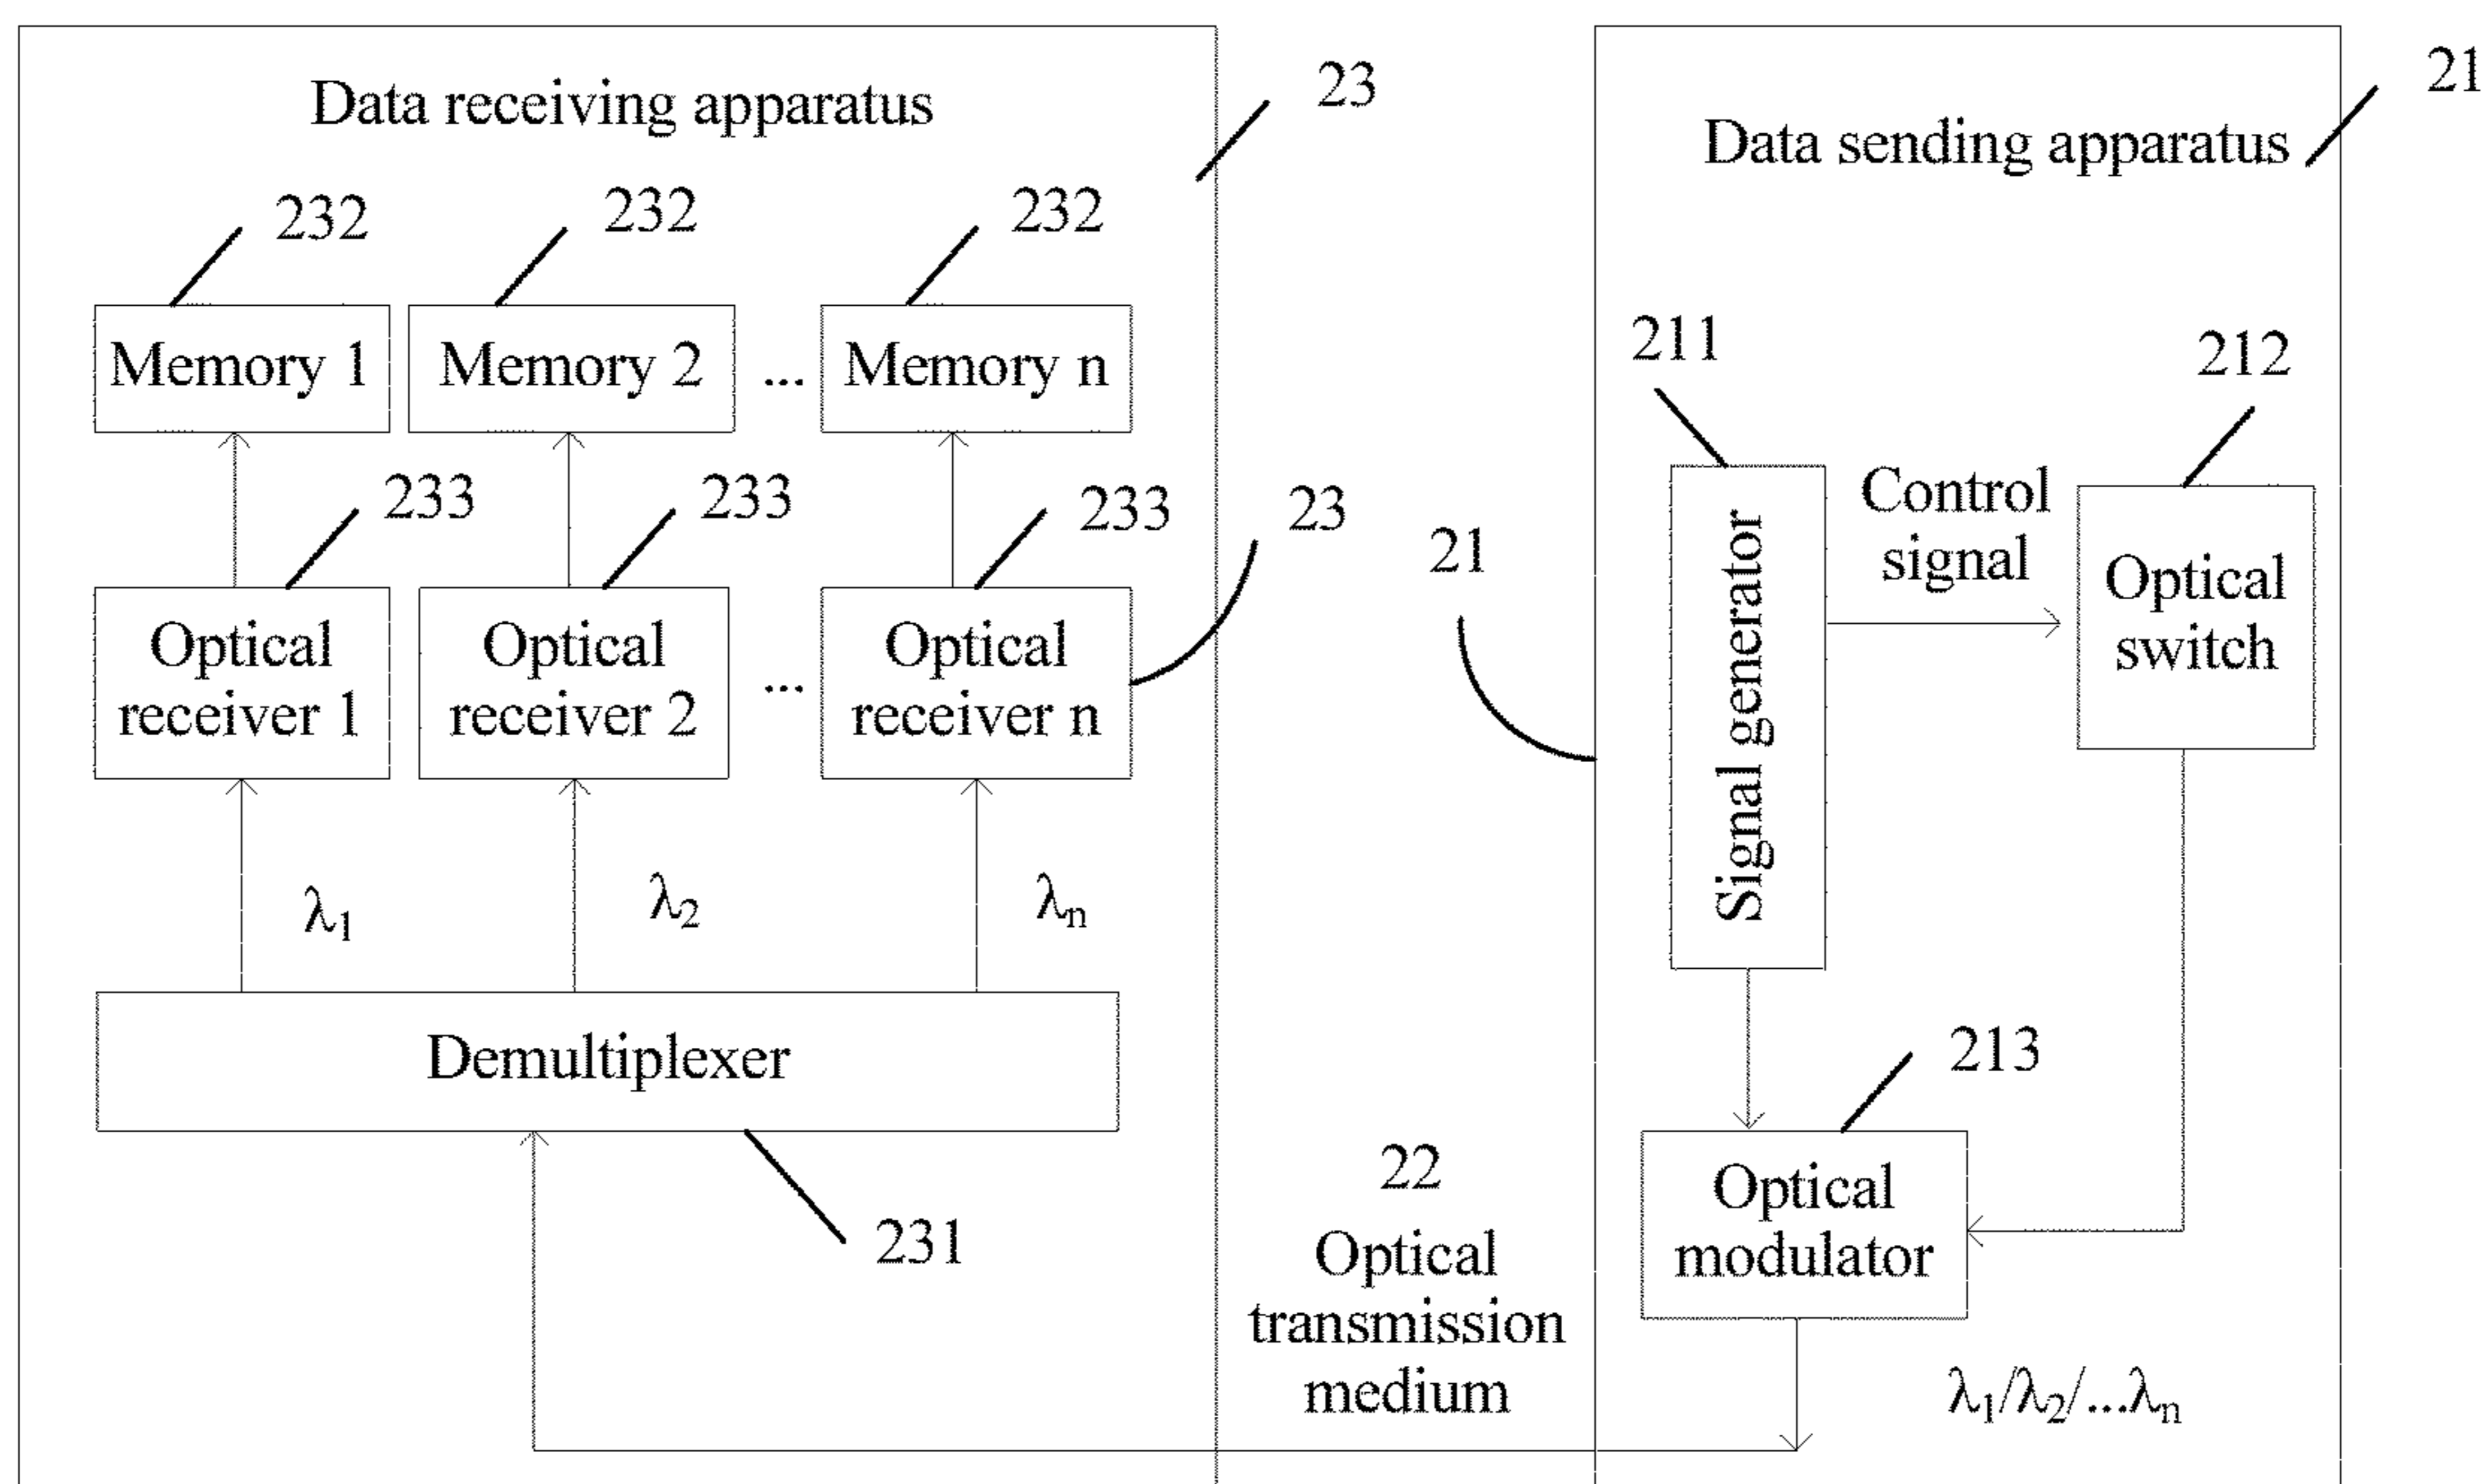 Data receiving apparatus
23
232
232
232
Memory 1
Memory 2
...
Memory n
233
233
233
23
Optical
receiver 1
Optical
receiver 2
...
Optical
receiver n
λ1
λ2
λn
Demultiplexer
231
22
Optical
transmission
medium
Data sending apparatus
21
211
212
21
Signal generator
Control
signal
Optical
switch
213
Optical
modulator
λ1/λ2/...λn